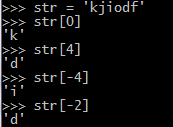 >>> str = 'kjiodf'
>>> str[0]
'k'
>>> str[4]
'd'
>>> str[-4]
'i'
>>> str[-2]
'd'